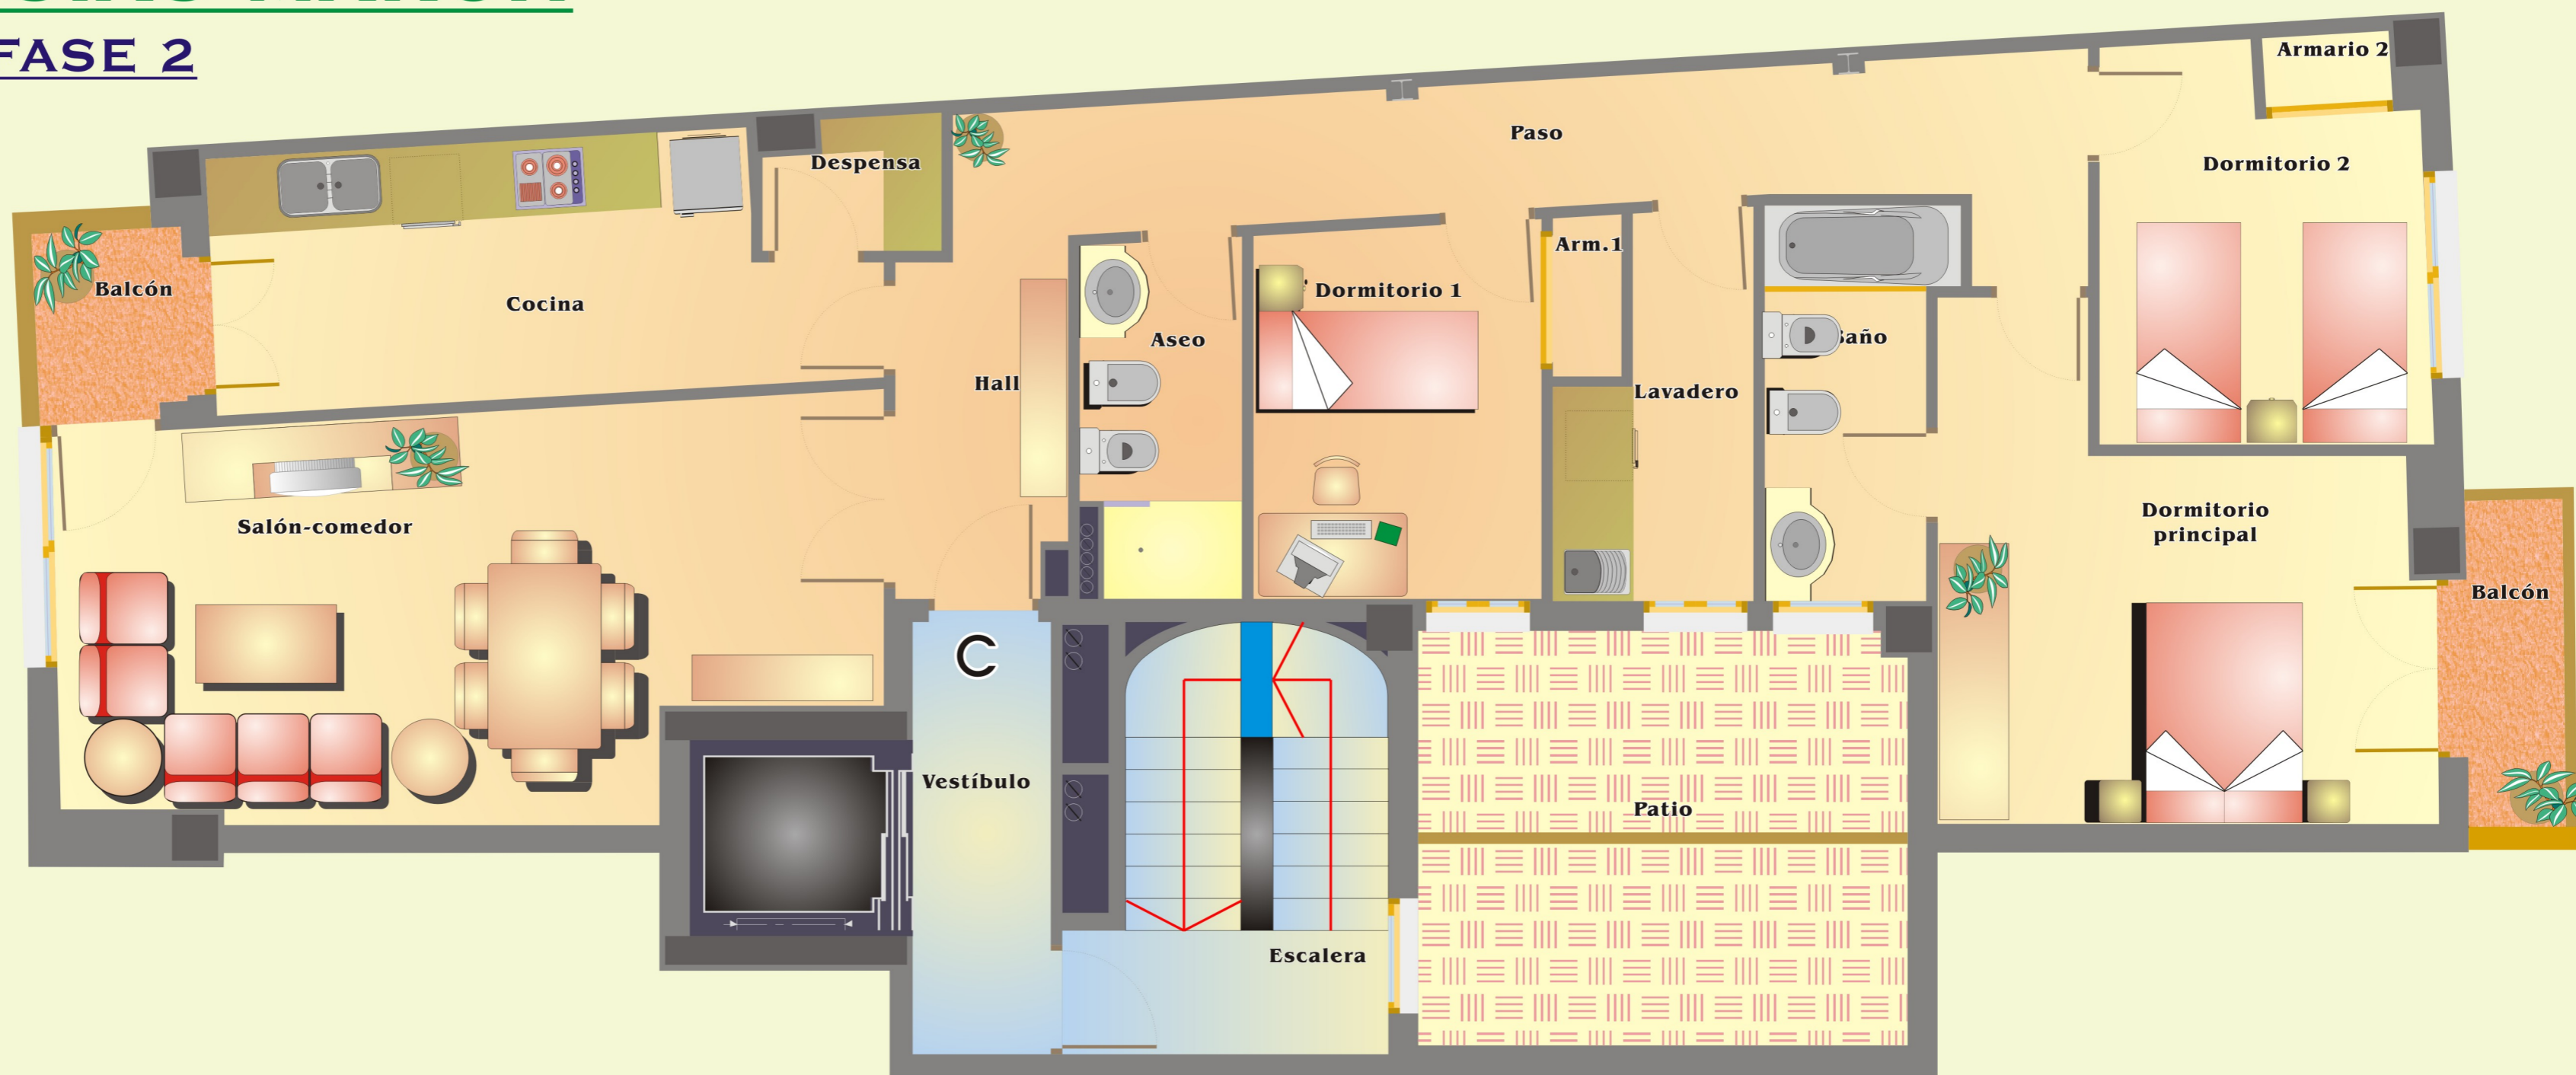 FASE 2
Armario 2
Paso
Despensa
Dormitorio 2
Arm.1
Balcón
Cocina
Dormitorio 1
Aseo
Baño
Hall
Lavadero
Salón-comedor
Dormitorio
principal
Balcón
C
Vestíbulo
Patio
Escalera